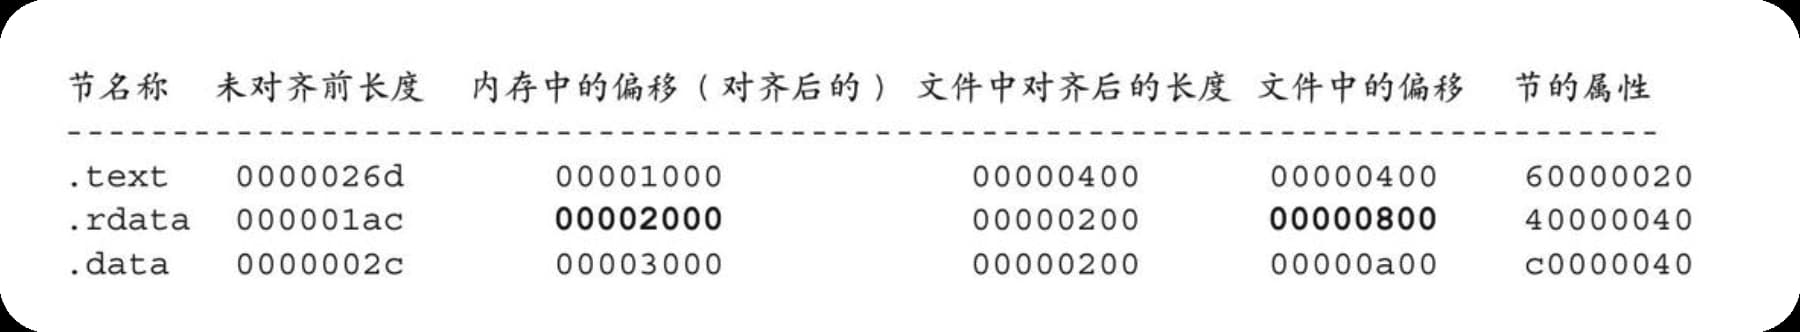 节名称 未对齐前长度 内存中的偏移（对齐后的） 文件中对齐后的长度 文件中的偏移 节的属性
.text 0000026d 00001000 00000400 00000400 60000020
.rdata 000001ac 00002000 00000200 00000800 40000040
.data 0000002c 00003000 00000200 00000a00 c0000040